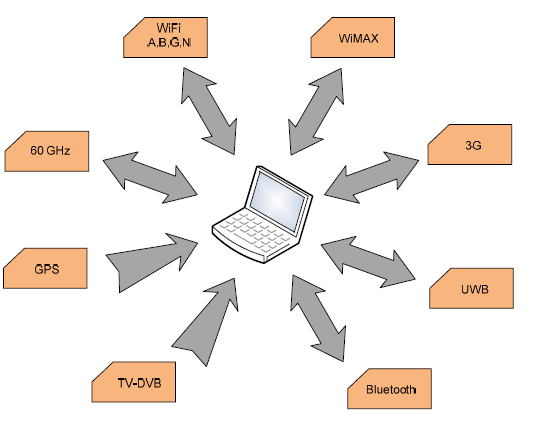 WiFi
A,B,G,N
WiMAX
60 GHz
3G
GPS
UWB
TV-DVB
Bluetooth